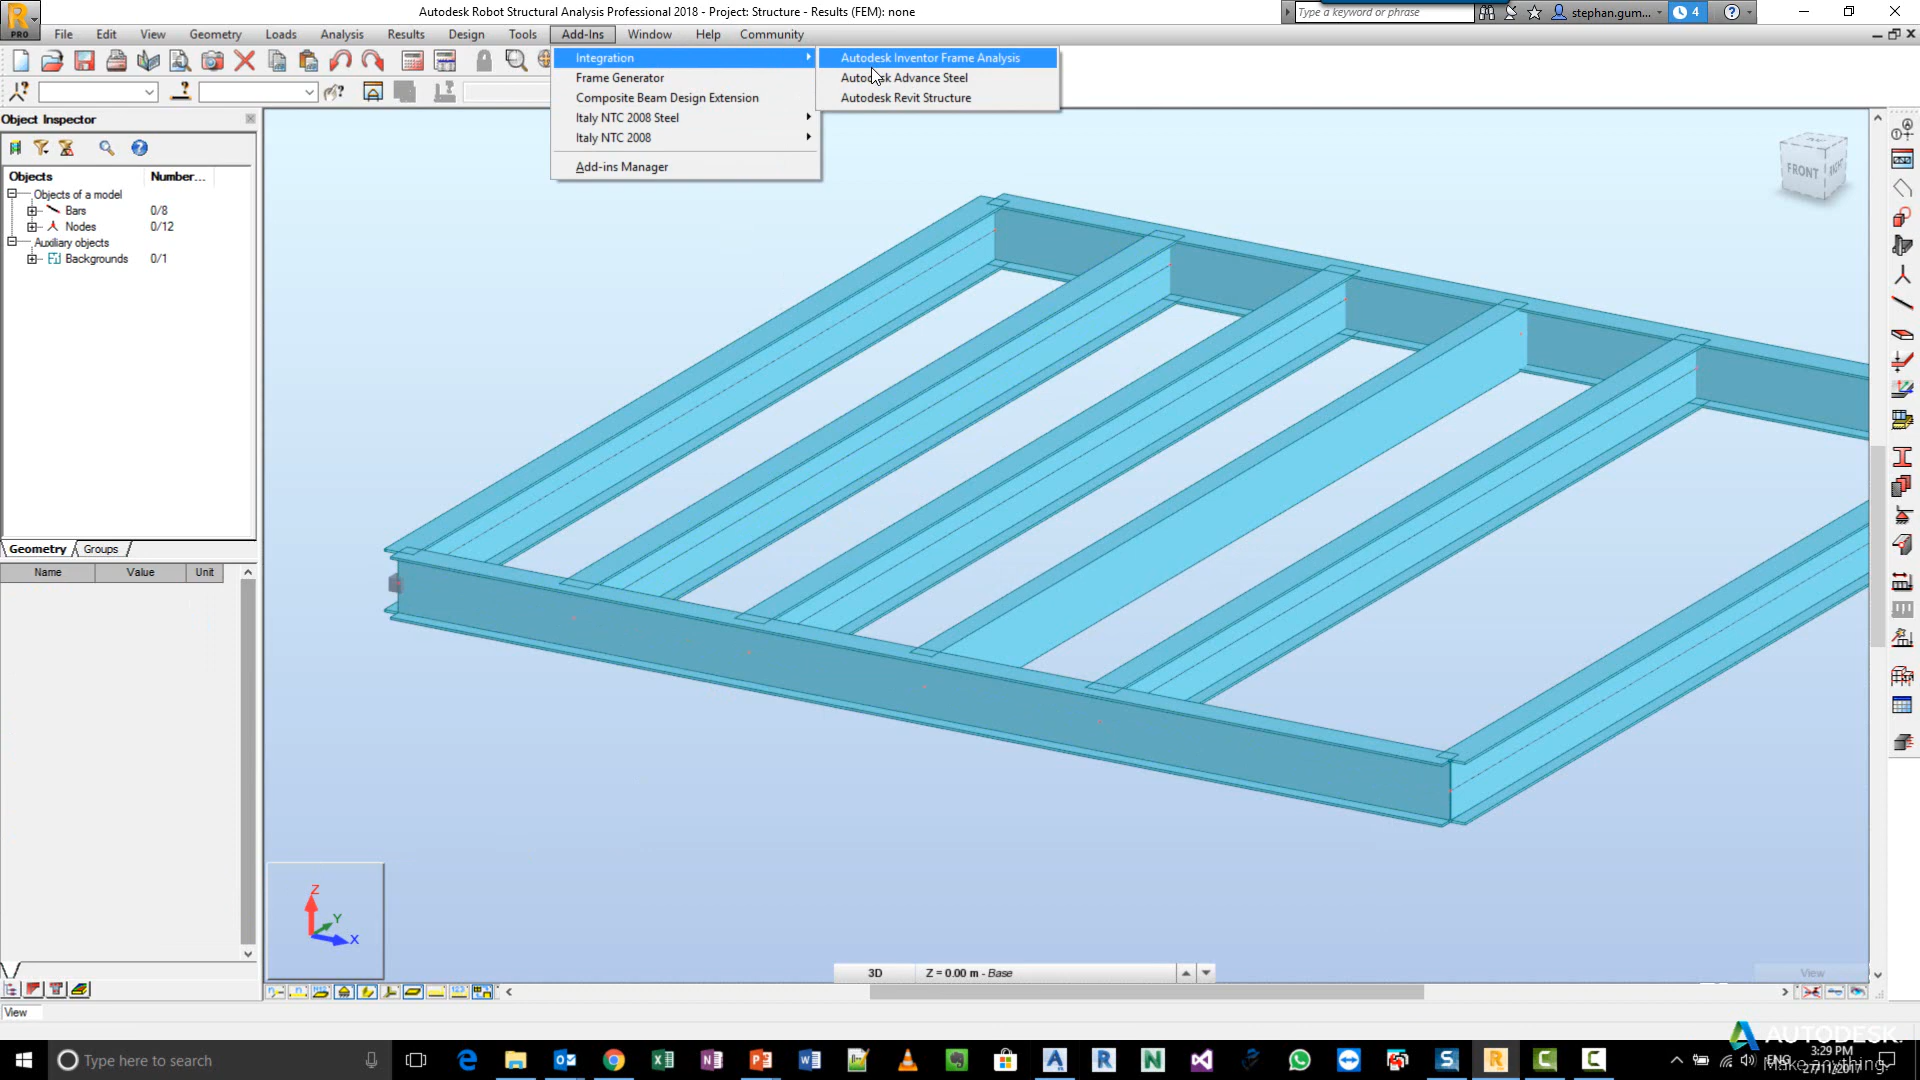 Autodesk Robot Structural Analysis Professional 2018 - Project: Structure - Results (FEM): none
Type a keyword or phrase
stephan.gum...
4
PRO
File Edit View Geometry Loads Analysis Results Design Tools Add-Ins Window Help Community
Integration
Frame Generator
Composite Beam Design Extension
Italy NTC 2008 Steel
Italy NTC 2008
Add-ins Manager
Autodesk Inventor Frame Analysis
Autodesk Advance Steel
Autodesk Revit Structure
Object Inspector
Objects Number...
Objects of a model
Bars 0/8
Nodes 0/12
Auxiliary objects
Backgrounds 0/1
Geometry Groups
Name Value Unit
FRONT
Z
Y
X
3D Z = 0.00 m - Base
View
View
AUTODESK.
Make anything
Type here to search
ENG
3:29 PM
27/11/2017